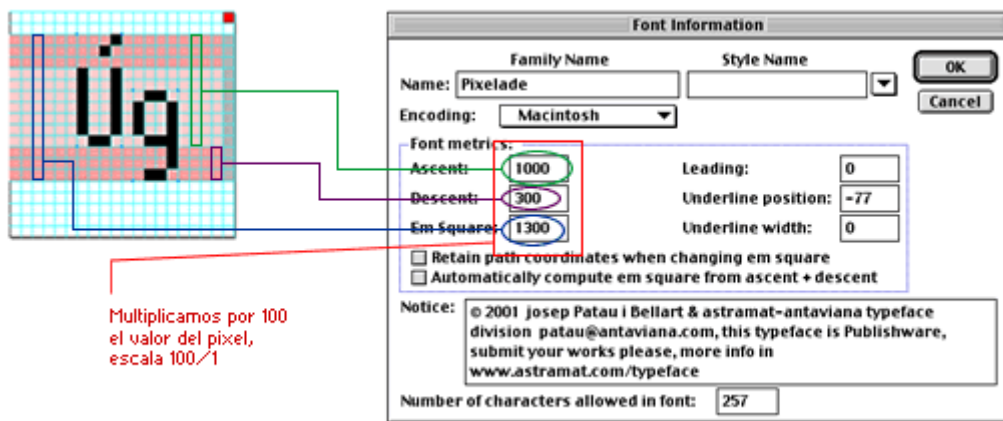 Úg
Font Information
Family Name
Style Name
Name: Pixelade
OK
Encoding: Macintosh
Cancel
Font metrics:
Ascent: 1000
Leading: 0
Descent: 300
Underline position: -77
Em Square: 1300
Underline width: 0
Retain path coordinates when changing em square
Automatically compute em square from ascent + descent
Multiplicamos por 100
el valor del pixel,
escala 100/1
Notice: © 2001 josep Patau i Bellart & astramat-antaviana typeface
division patau@antaviana.com, this typeface is Publishware,
submit your works please, more info in
www.astramat.com/typeface
Number of characters allowed in font: 257